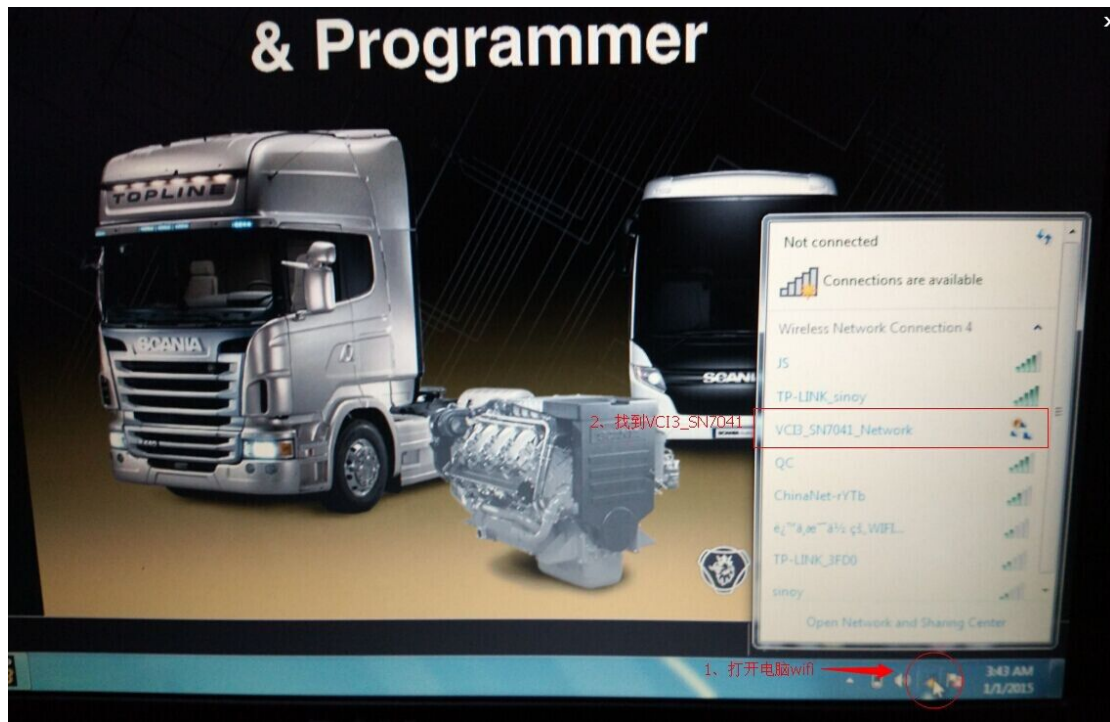 & Programmer
TOPLINE
SCANIA
SCANI
Not connected
Connections are available
Wireless Network Connection 4
JS
TP-LINK_sinoy
2、找到VCI3_SN7041
VCI3_SN7041_Network
QC
ChinaNet-rYTb
WIFI...
TP-LINK_3FD0
sinoy
Open Network and Sharing Center
1、打开电脑wifi
3:43 AM
1/1/2015